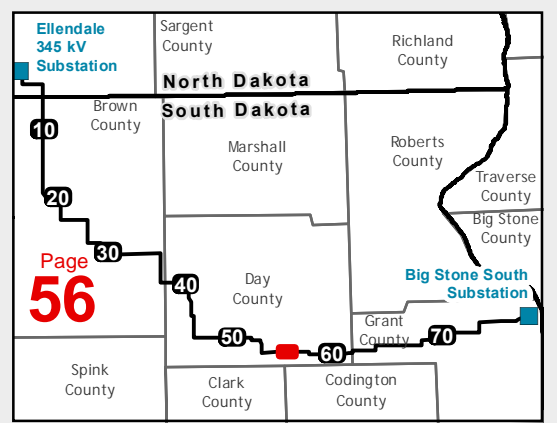 Ellendale
345 kV
Substation
Sargent
County
Richland
County
North Dakota
South Dakota
Brown
County
10
Marshall
County
Roberts
County
Traverse
County
20
Big Stone
County
30
Page
56
40
Day
County
Big Stone South
Substation
Grant
County
50
60
70
Spink
County
Clark
County
Codington
County